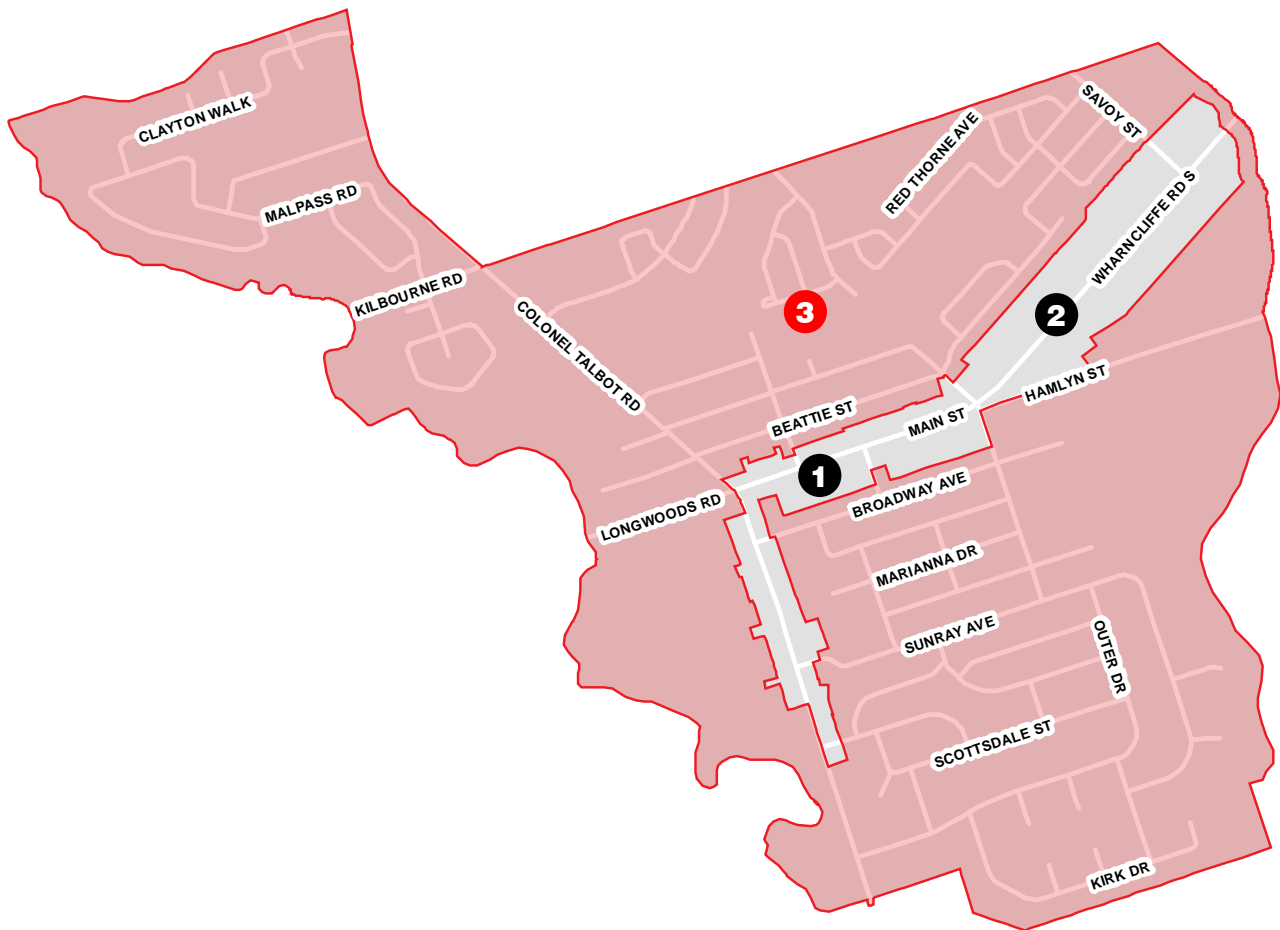 CLAYTON WALK
SAVOY ST
RED THORNE AVE
MALPASS RD
WHARNCLIFFE RD S
KILBOURNE RD
3
2
COLONEL TALBOT RD
HAMLYN ST
BEATTIE ST
MAIN ST
1
BROADWAY AVE
LONGWOODS RD
MARIANNA DR
SUNRAY AVE
OUTER DR
SCOTTSDALE ST
KIRK DR